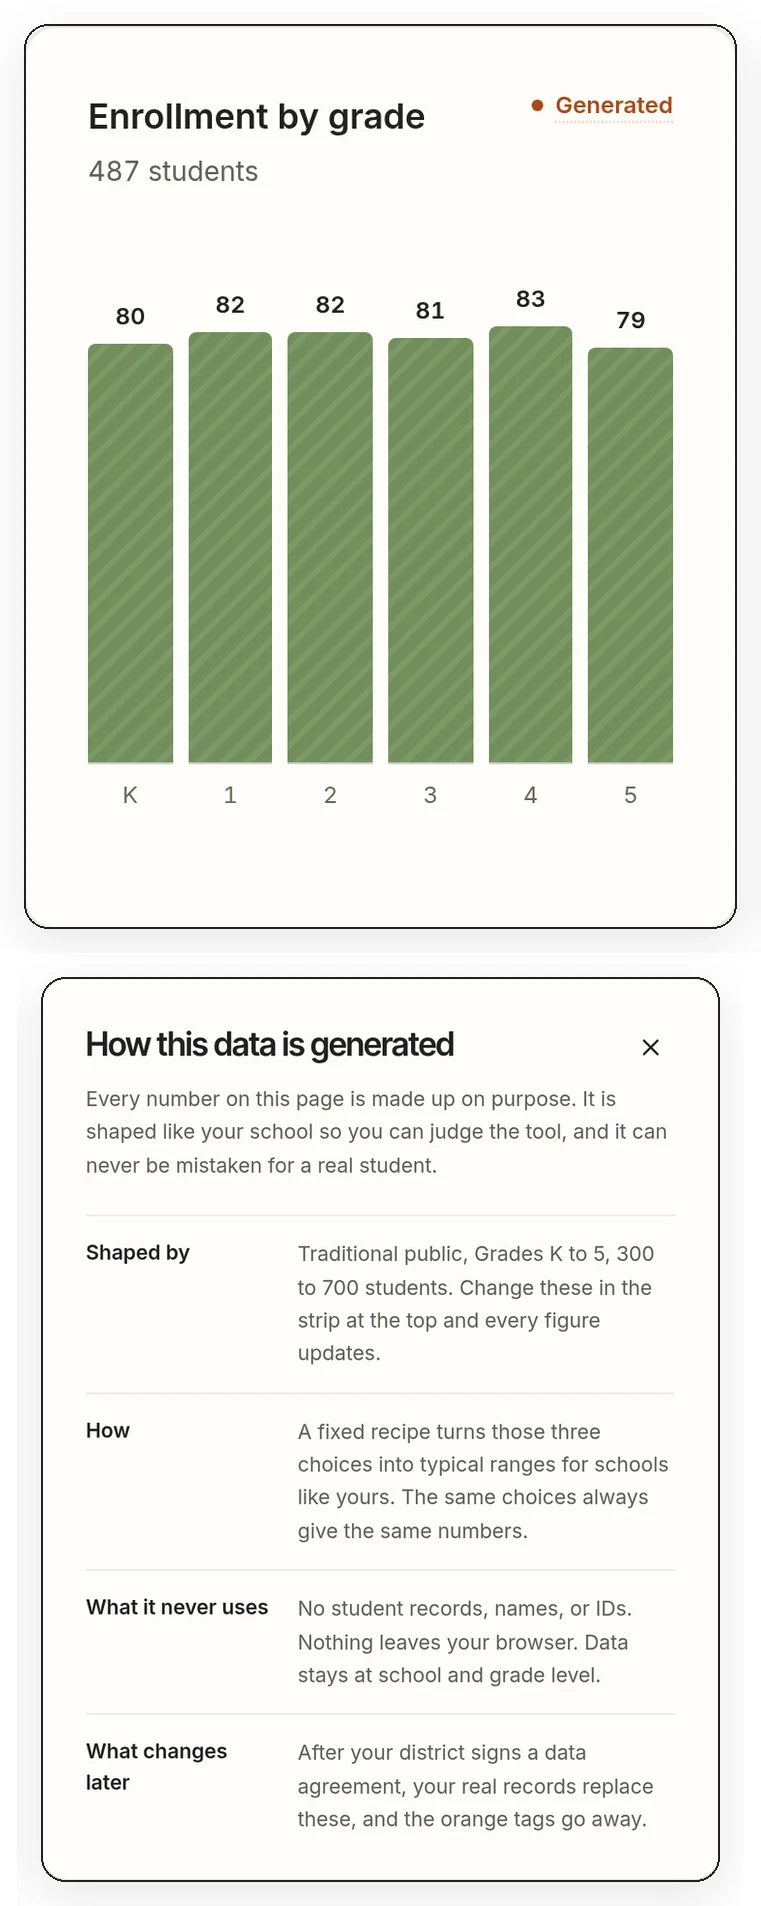 Enrollment by grade
Generated
487 students
80 82 82 81 83 79
K 1 2 3 4 5
How this data is generated
Every number on this page is made up on purpose. It is
shaped like your school so you can judge the tool, and it can
never be mistaken for a real student.
Shaped by
Traditional public, Grades K to 5, 300
to 700 students. Change these in the
strip at the top and every figure
updates.
How
A fixed recipe turns those three
choices into typical ranges for schools
like yours. The same choices always
give the same numbers.
What it never uses
No student records, names, or IDs.
Nothing leaves your browser. Data
stays at school and grade level.
What changes
later
After your district signs a data
agreement, your real records replace
these, and the orange tags go away.